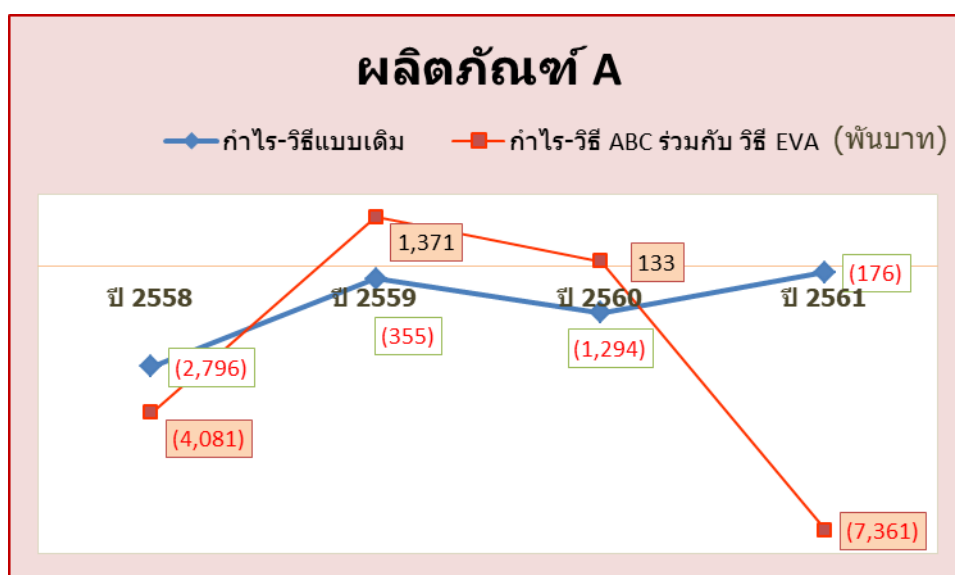 ผลิตภัณฑ์ A
กำไร-วิธีแบบเดิม กำไร-วิธี ABC ร่วมกับ วิธี EVA (พันบาท)
1,371
133
(176)
ปี 2558 ปี 2559 ปี 2560 ปี 2561
(355)
(1,294)
(2,796)
(4,081)
(7,361)